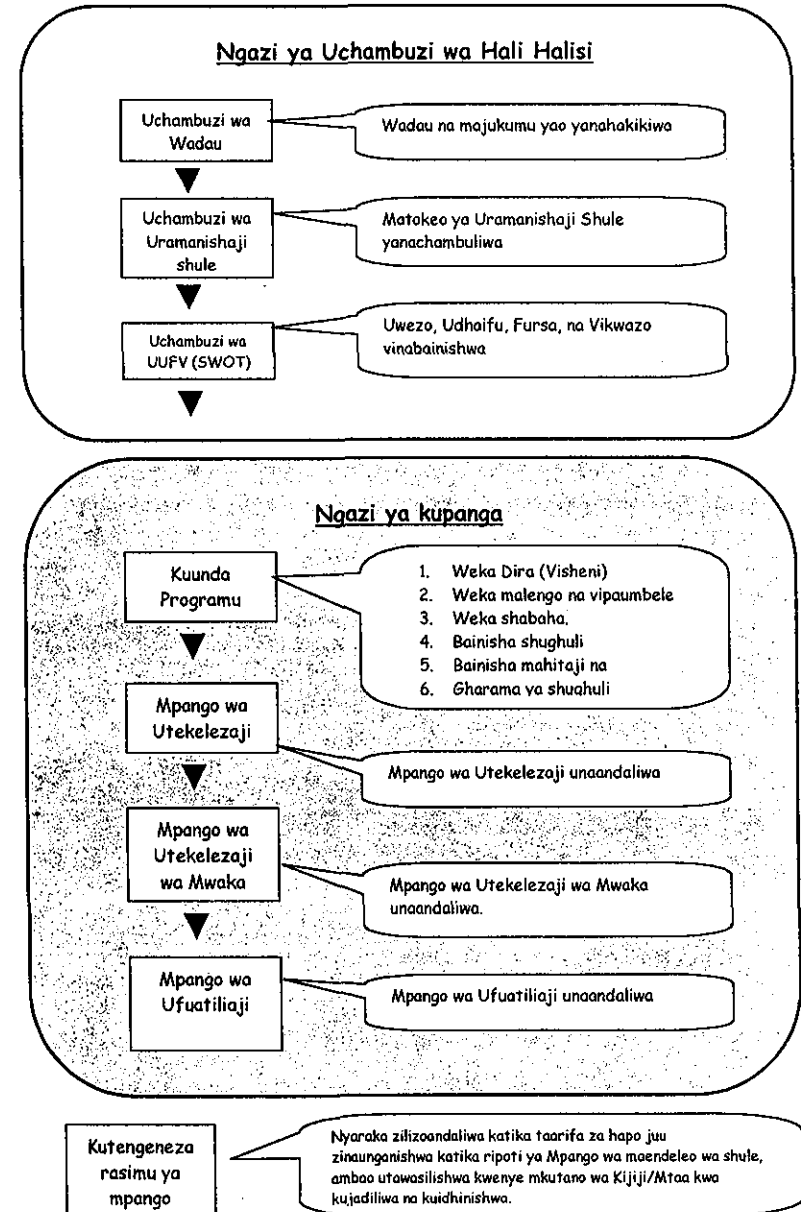 Ngazi ya Uchambuzi wa Hali Halisi
Uchambuzi wa
Wadau
Wadau na majukumu yao yanahakikiwa
Uchambuzi wa
Uramanishaji
shule
Matokeo ya Uramanishaji Shule
yanachambuliwa
Uchambuzi wa
UUFV (SWOT)
Uwezo, Udhaifu, Fursa, na Vikwazo
vinabainishwa
Ngazi ya kupanga
Kuunda
Programu
1. Weka Dira (Visheni)
2. Weka malengo na vipaumbele
3. Weka shabaha.
4. Bainisha shughuli
5. Bainisha mahitaji na
6. Gharama ya shughuli
Mpango wa
Utekelezaji
Mpango wa Utekelezaji unaandaliwa
Mpango wa
Utekelezaji
wa Mwaka
Mpango wa Utekelezaji wa Mwaka
unaandaliwa.
Mpango wa
Ufuatiliaji
Mpango wa Ufuatiliaji unaandaliwa
Kutengeneza
rasimu ya
mpango
Nyaraka zilizoandaliwa katika taarifa za hapo juu
zinaunganishwa katika ripoti ya Mpango wa maendeleo wa shule,
ambao utawasilishwa kwenye mkutano wa Kijiji/Mtaa kwa
kujadiliwa na kuidhinishwa.